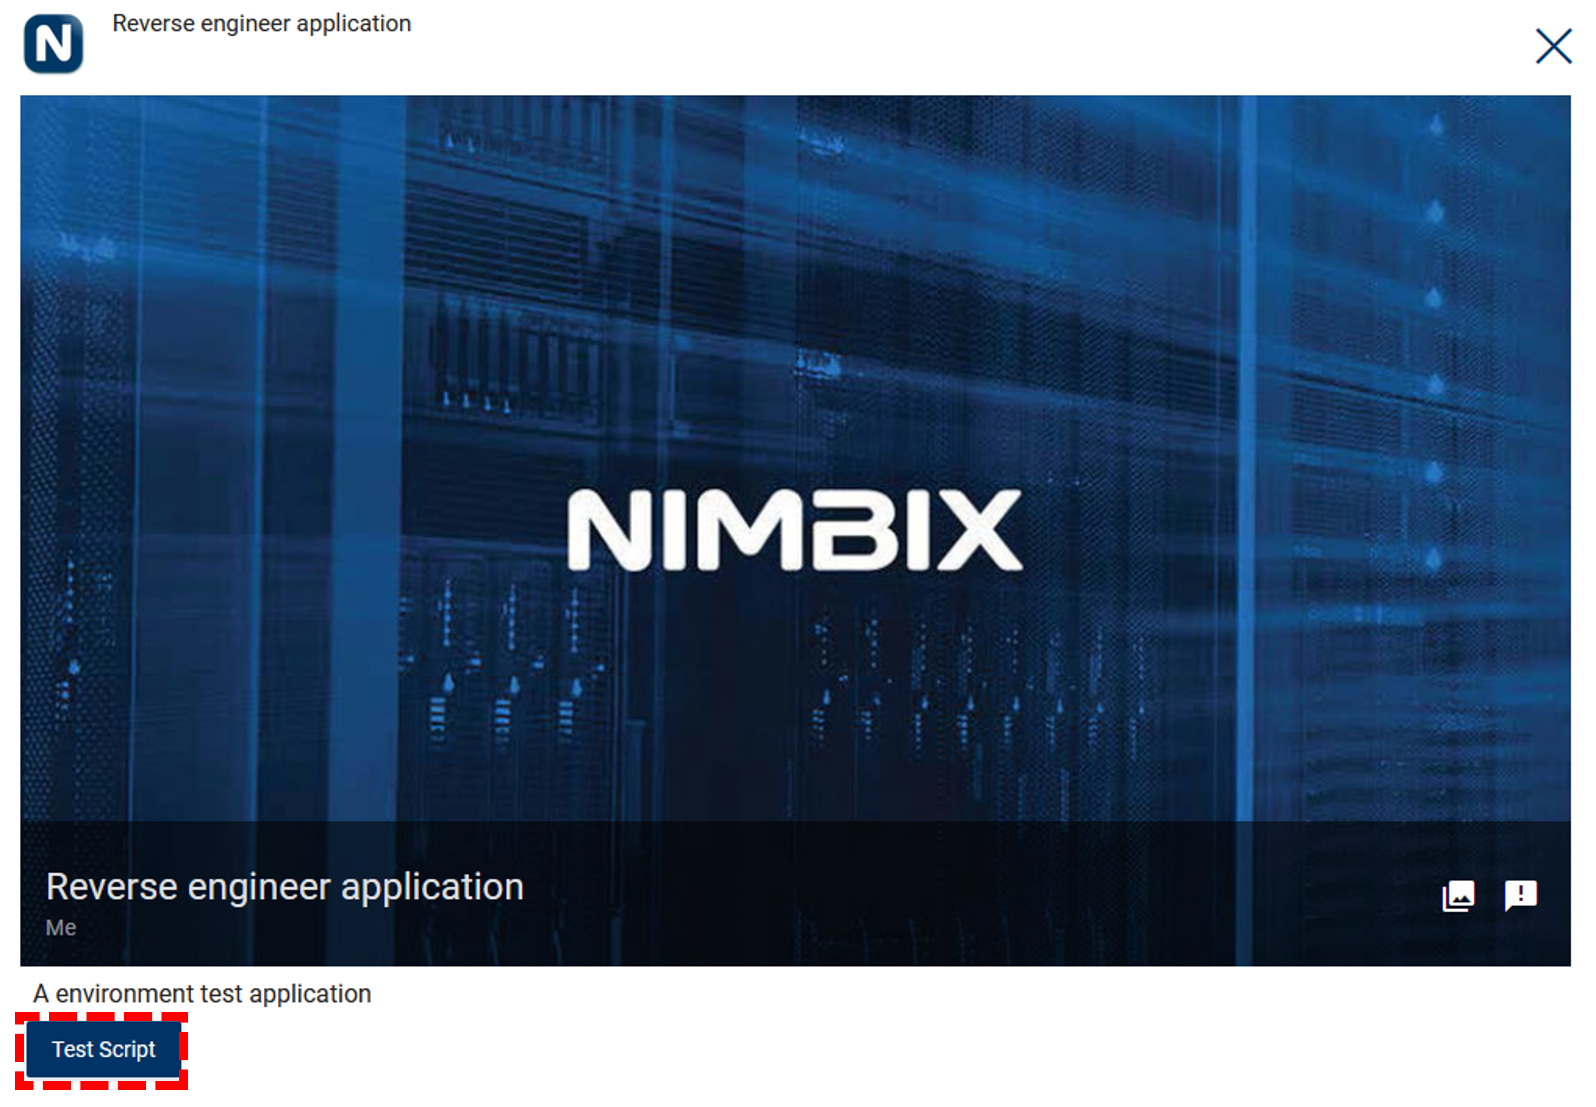 N
Reverse engineer application
NIMBIX
Reverse engineer application
Me
A environment test application
Test Script